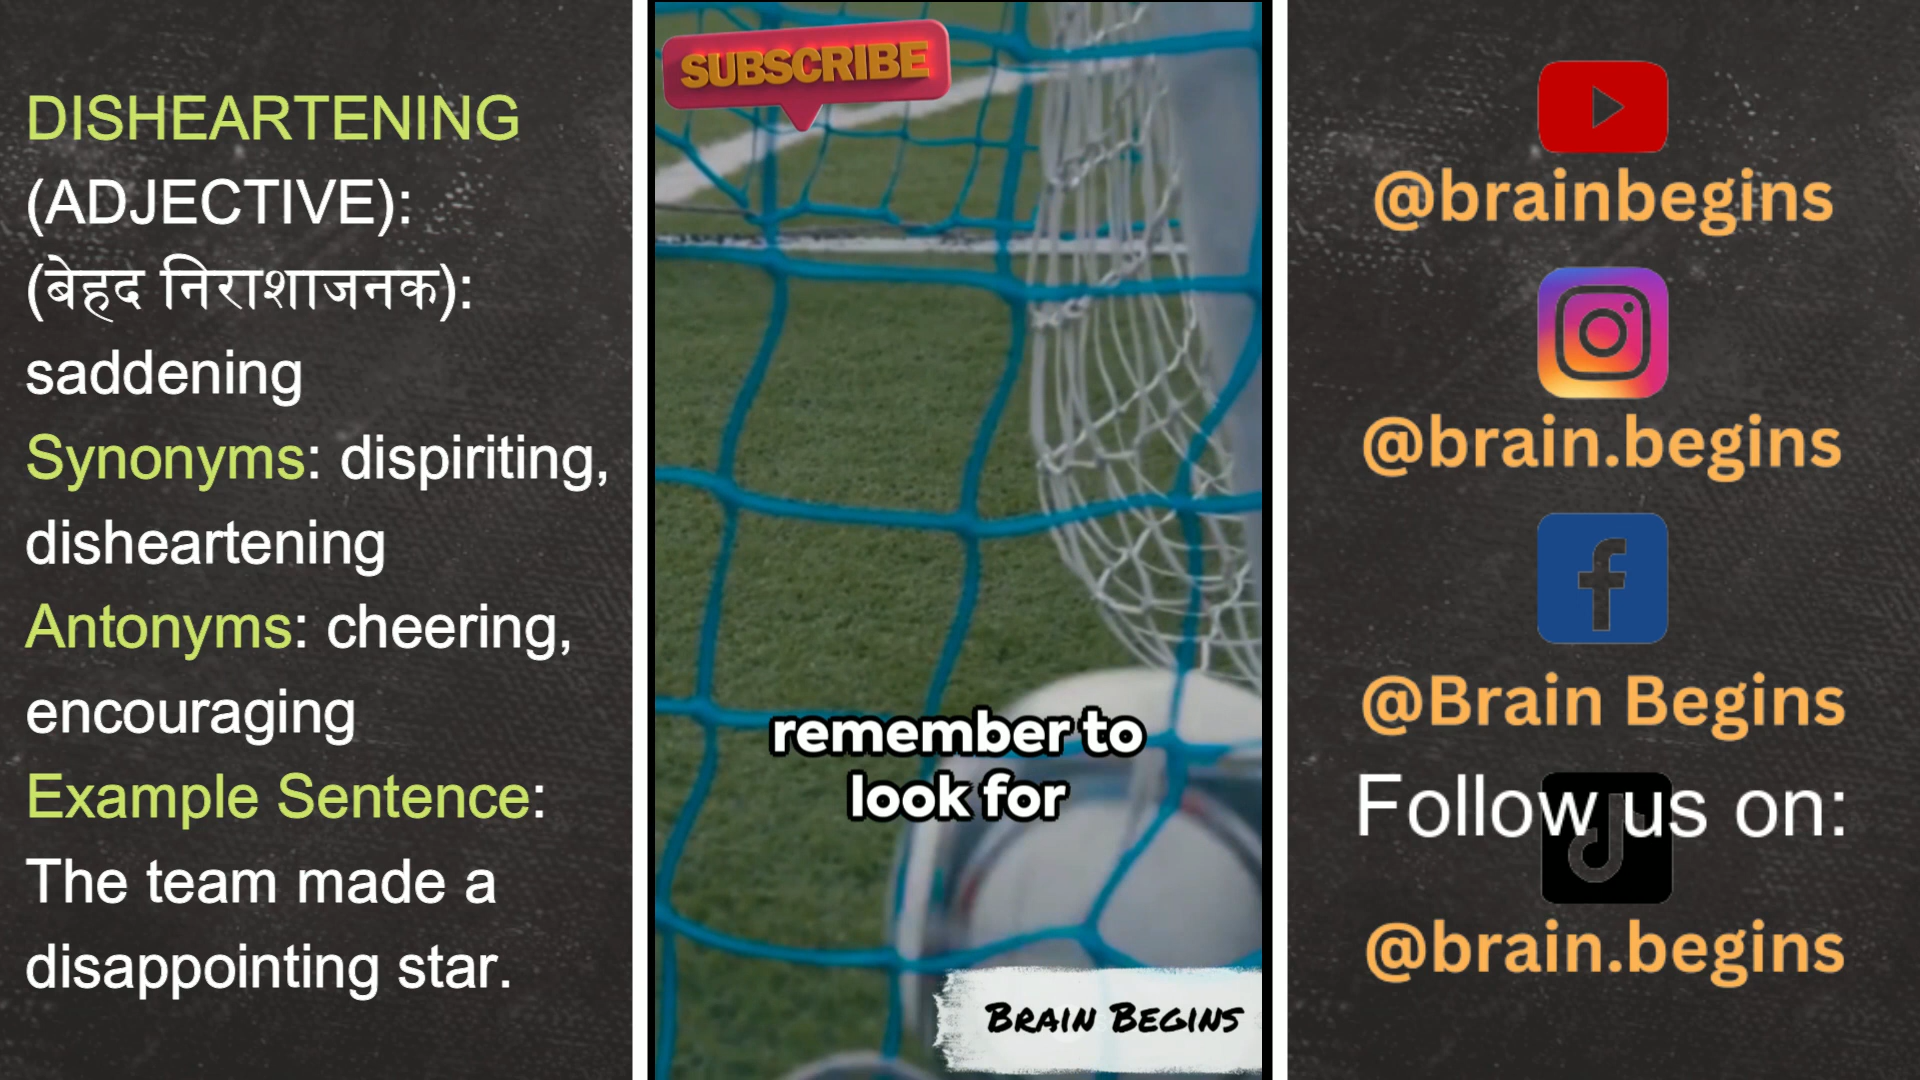 DISHEARTENING
(ADJECTIVE):
(बेहद निराशाजनक):
saddening
Synonyms: dispiriting,
disheartening
Antonyms: cheering,
encouraging
Example Sentence:
The team made a
disappointing star.
SUBSCRIBE
remember to
look for
BRAIN BEGINS
@brainbegins
@brain.begins
@Brain Begins
Follow us on:
@brain.begins